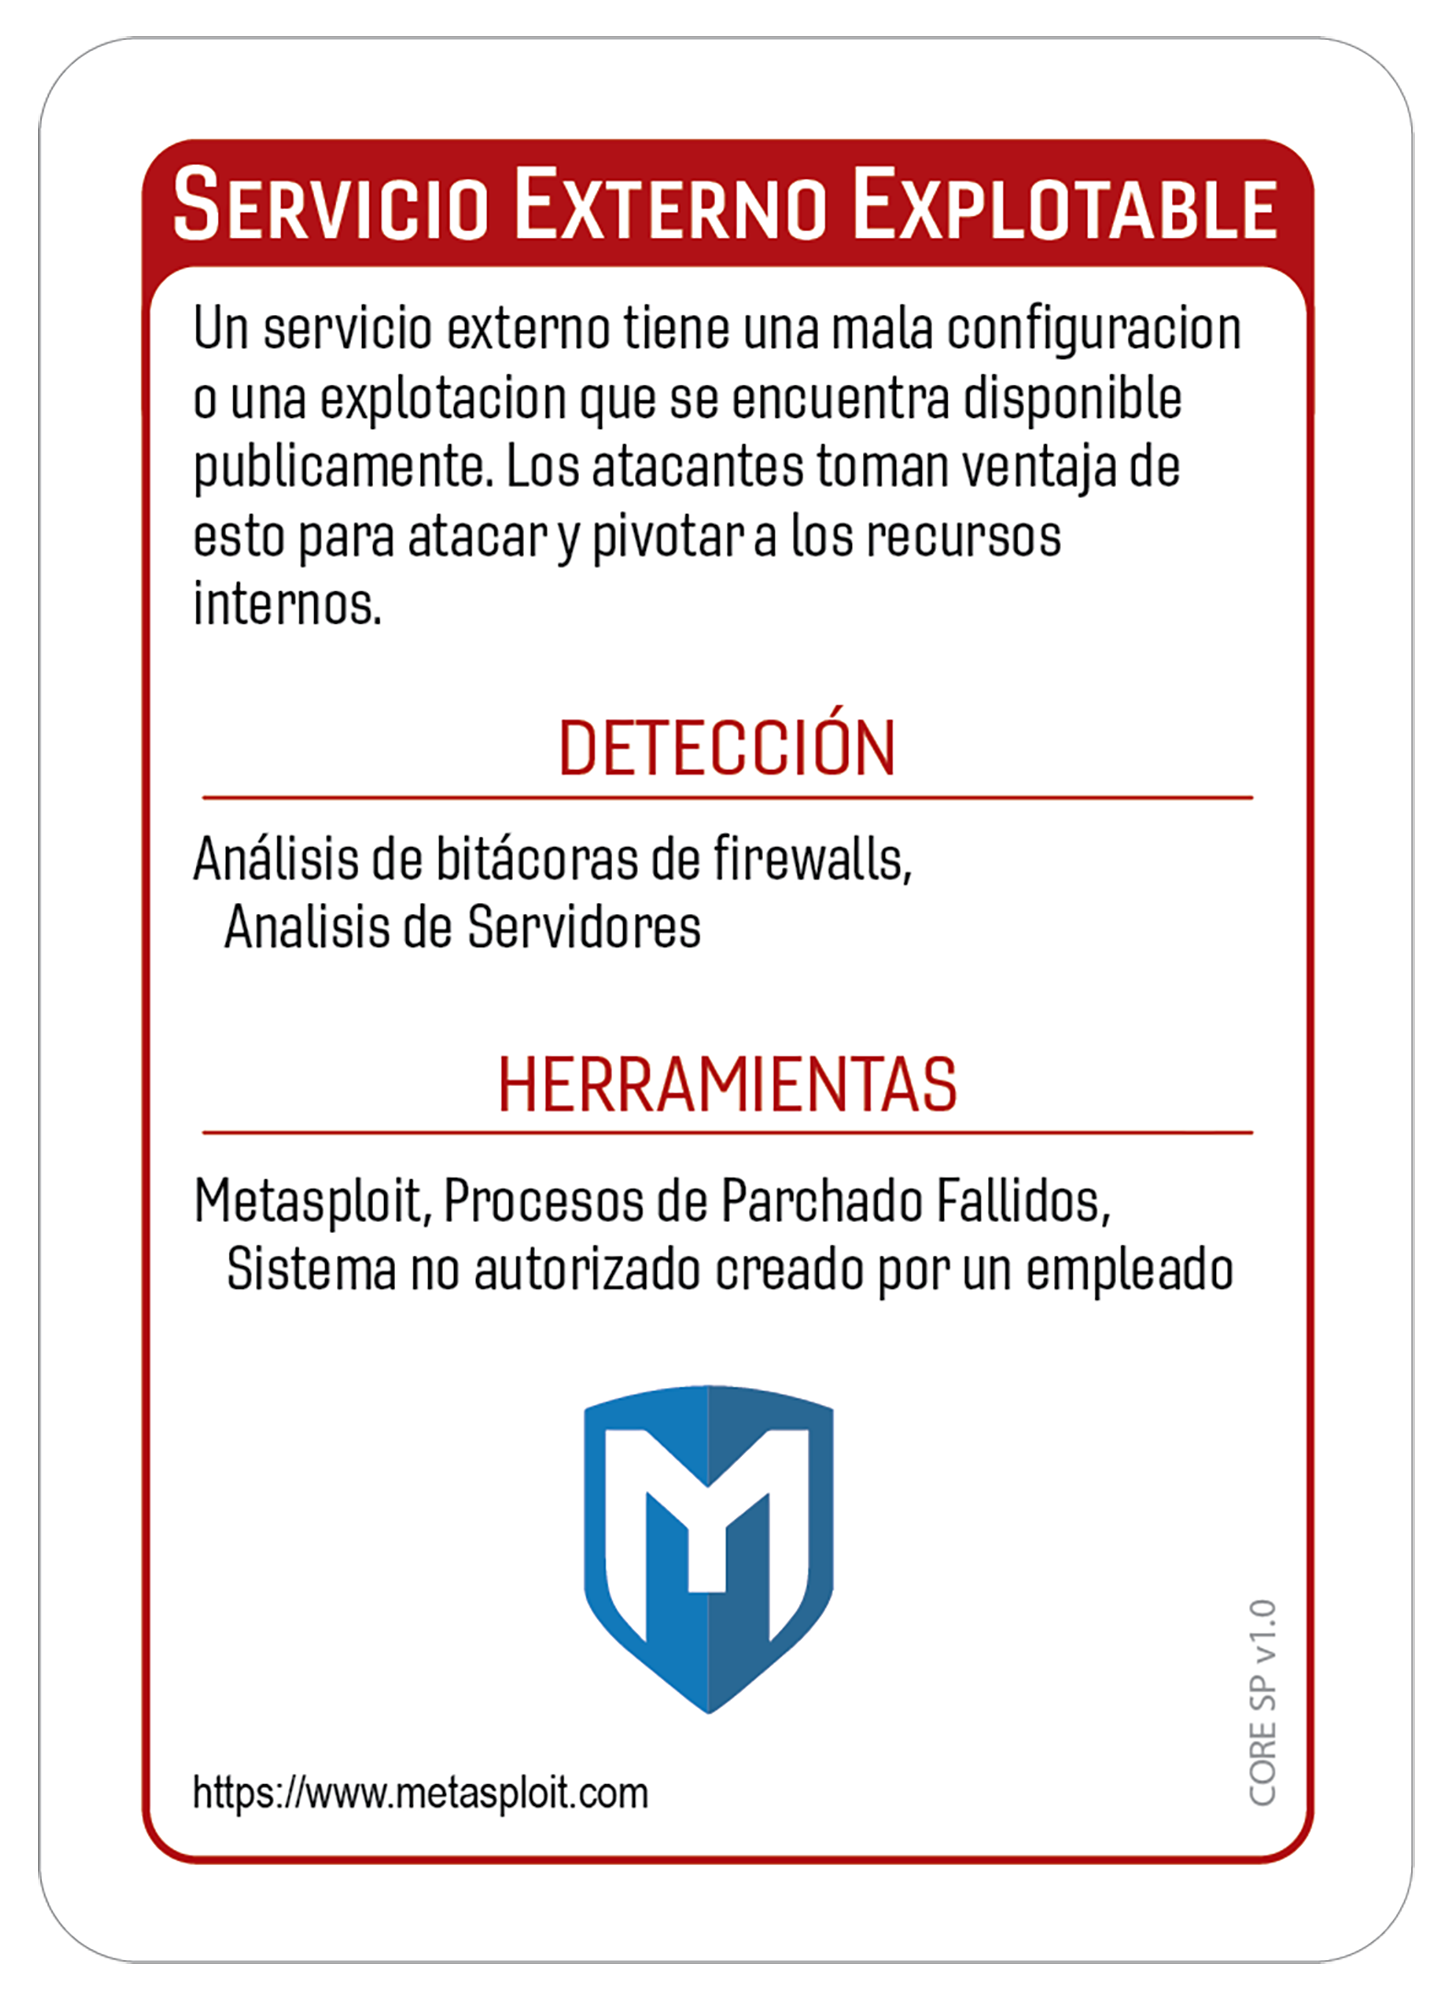 SERVICIO EXTERNO EXPLOTABLE
Un servicio externo tiene una mala configuracion
o una explotacion que se encuentra disponible
publicamente. Los atacantes toman ventaja de
esto para atacar y pivotar a los recursos
internos.
DETECCIÓN
Análisis de bitácoras de firewalls,
Analisis de Servidores
HERRAMIENTAS
Metasploit, Procesos de Parchado Fallidos,
Sistema no autorizado creado por un empleado
M
https://www.metasploit.com
CORE SP v1.0